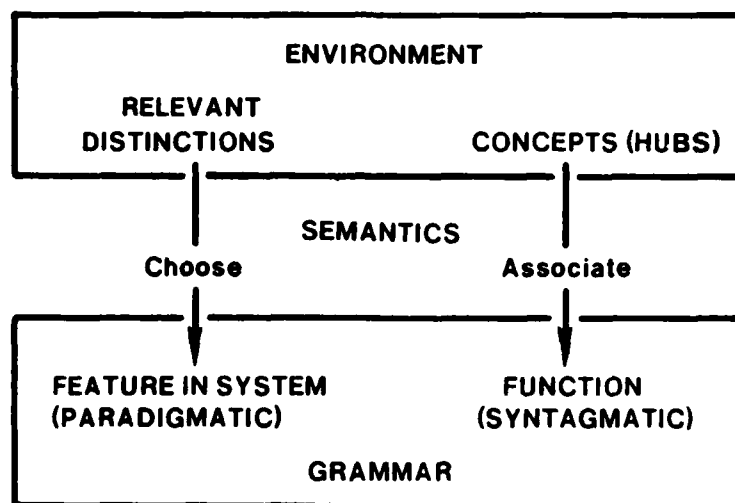 ENVIRONMENT
RELEVANT
DISTINCTIONS
CONCEPTS (HUBS)
SEMANTICS
Choose
Associate
FEATURE IN SYSTEM
(PARADIGMATIC)
FUNCTION
(SYNTAGMATIC)
GRAMMAR